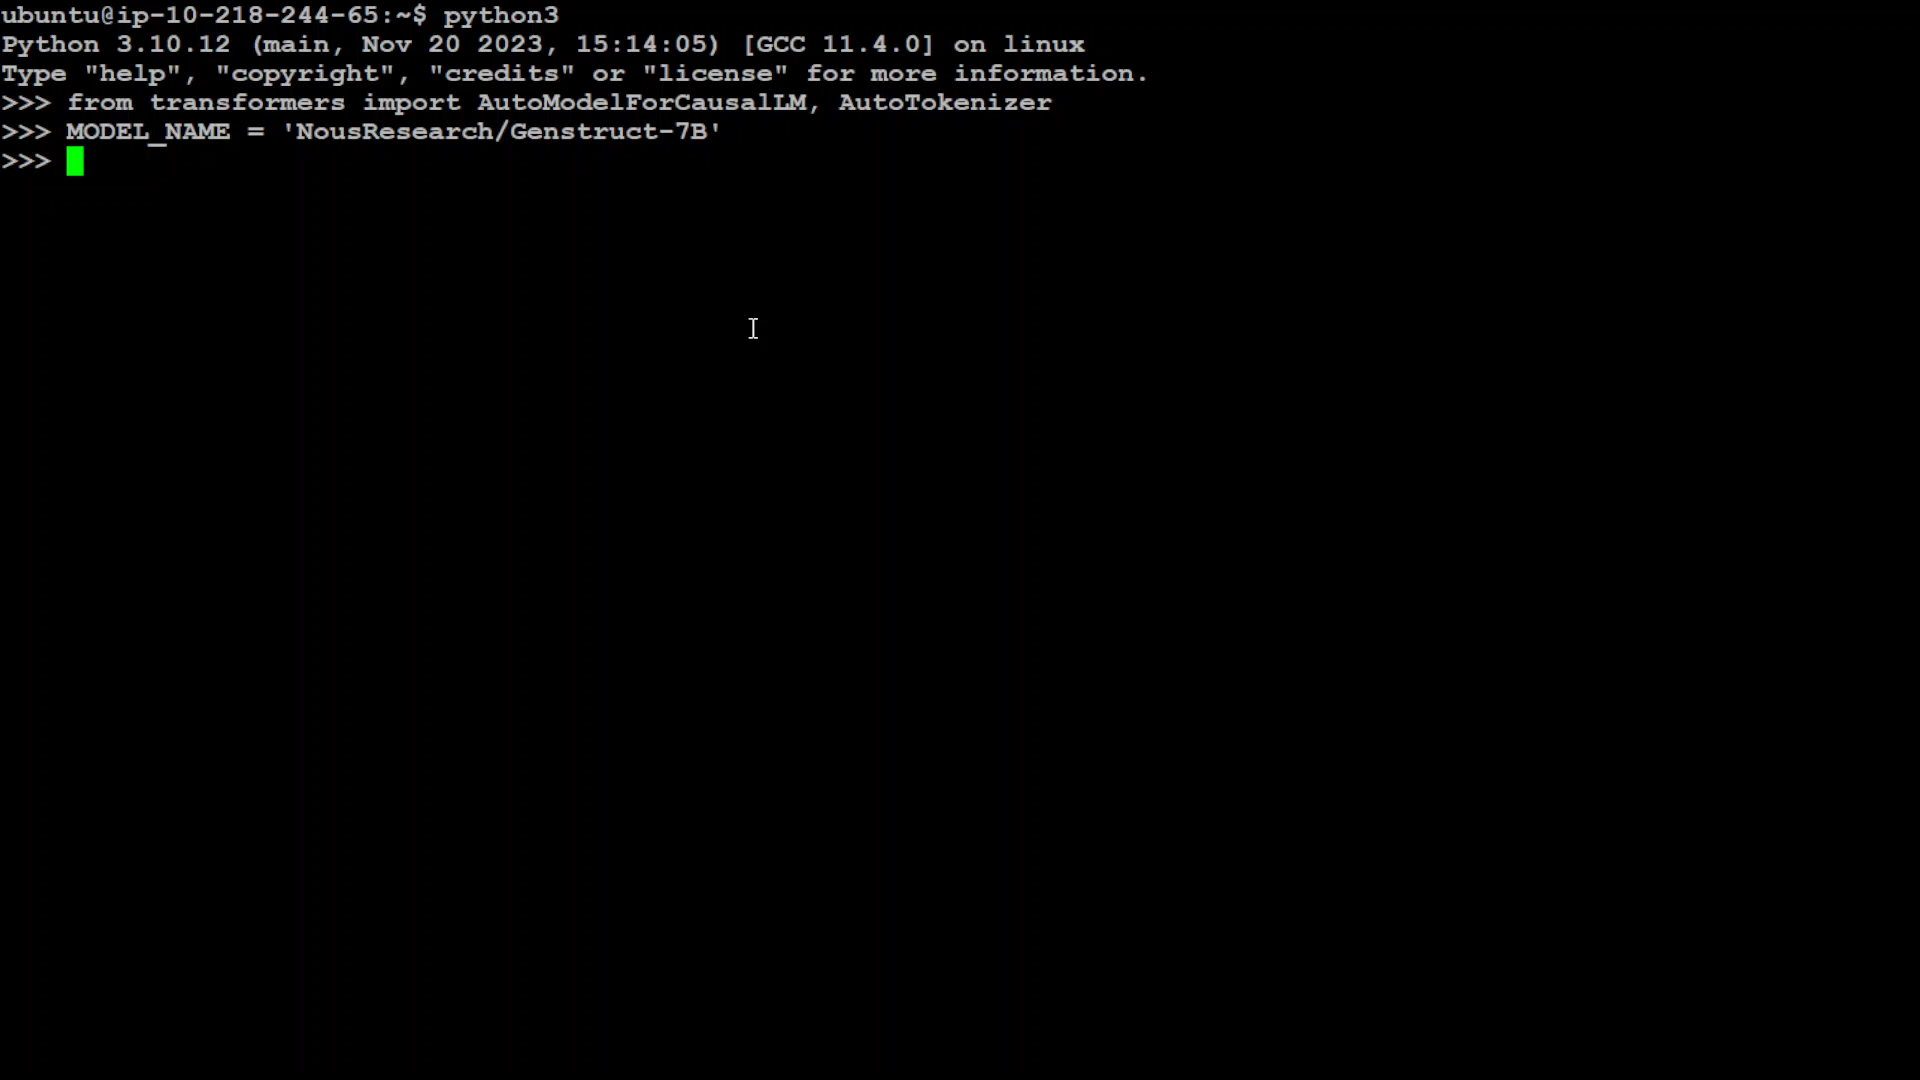 ubuntu@ip-10-218-244-65:~$ python3
Python 3.10.12 (main, Nov 20 2023, 15:14:05) [GCC 11.4.0] on linux
Type "help", "copyright", "credits" or "license" for more information.
>>> from transformers import AutoModelForCausalLM, AutoTokenizer
>>> MODEL_NAME = 'NousResearch/Genstruct-7B'
>>>